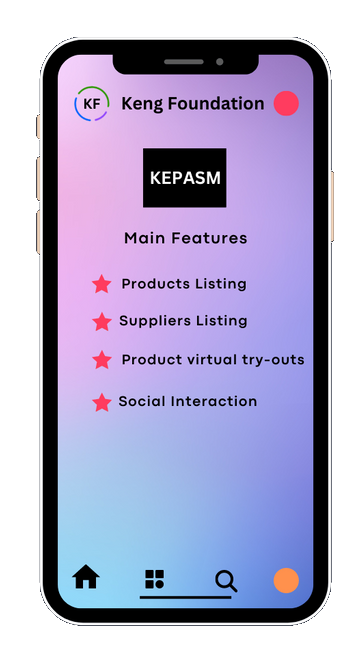 KF
Keng Foundation
KEPASM
Main Features
Products Listing
Suppliers Listing
Product virtual try-outs
Social Interaction